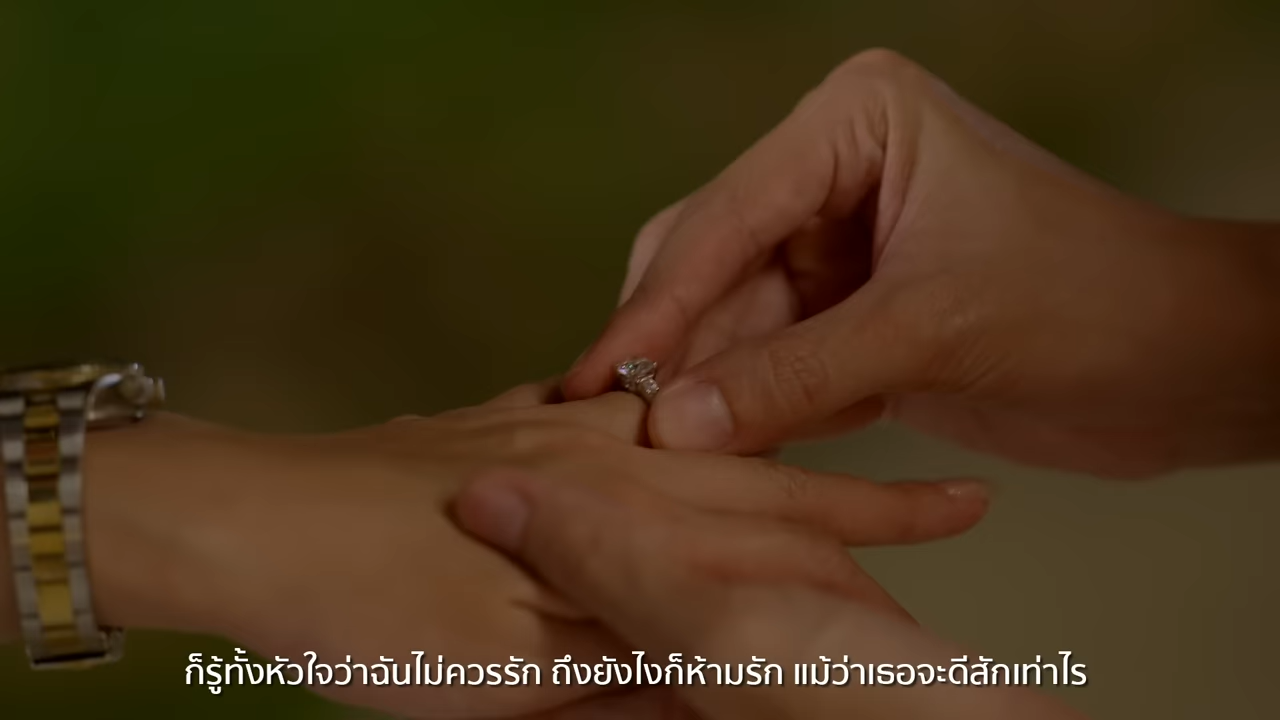 ก็รู้ทั้งหัวใจว่าฉันไม่ควรรัก ถึงยังไงก็ห้ามรัก แม้ว่าเธอจะดีสักเท่าไร